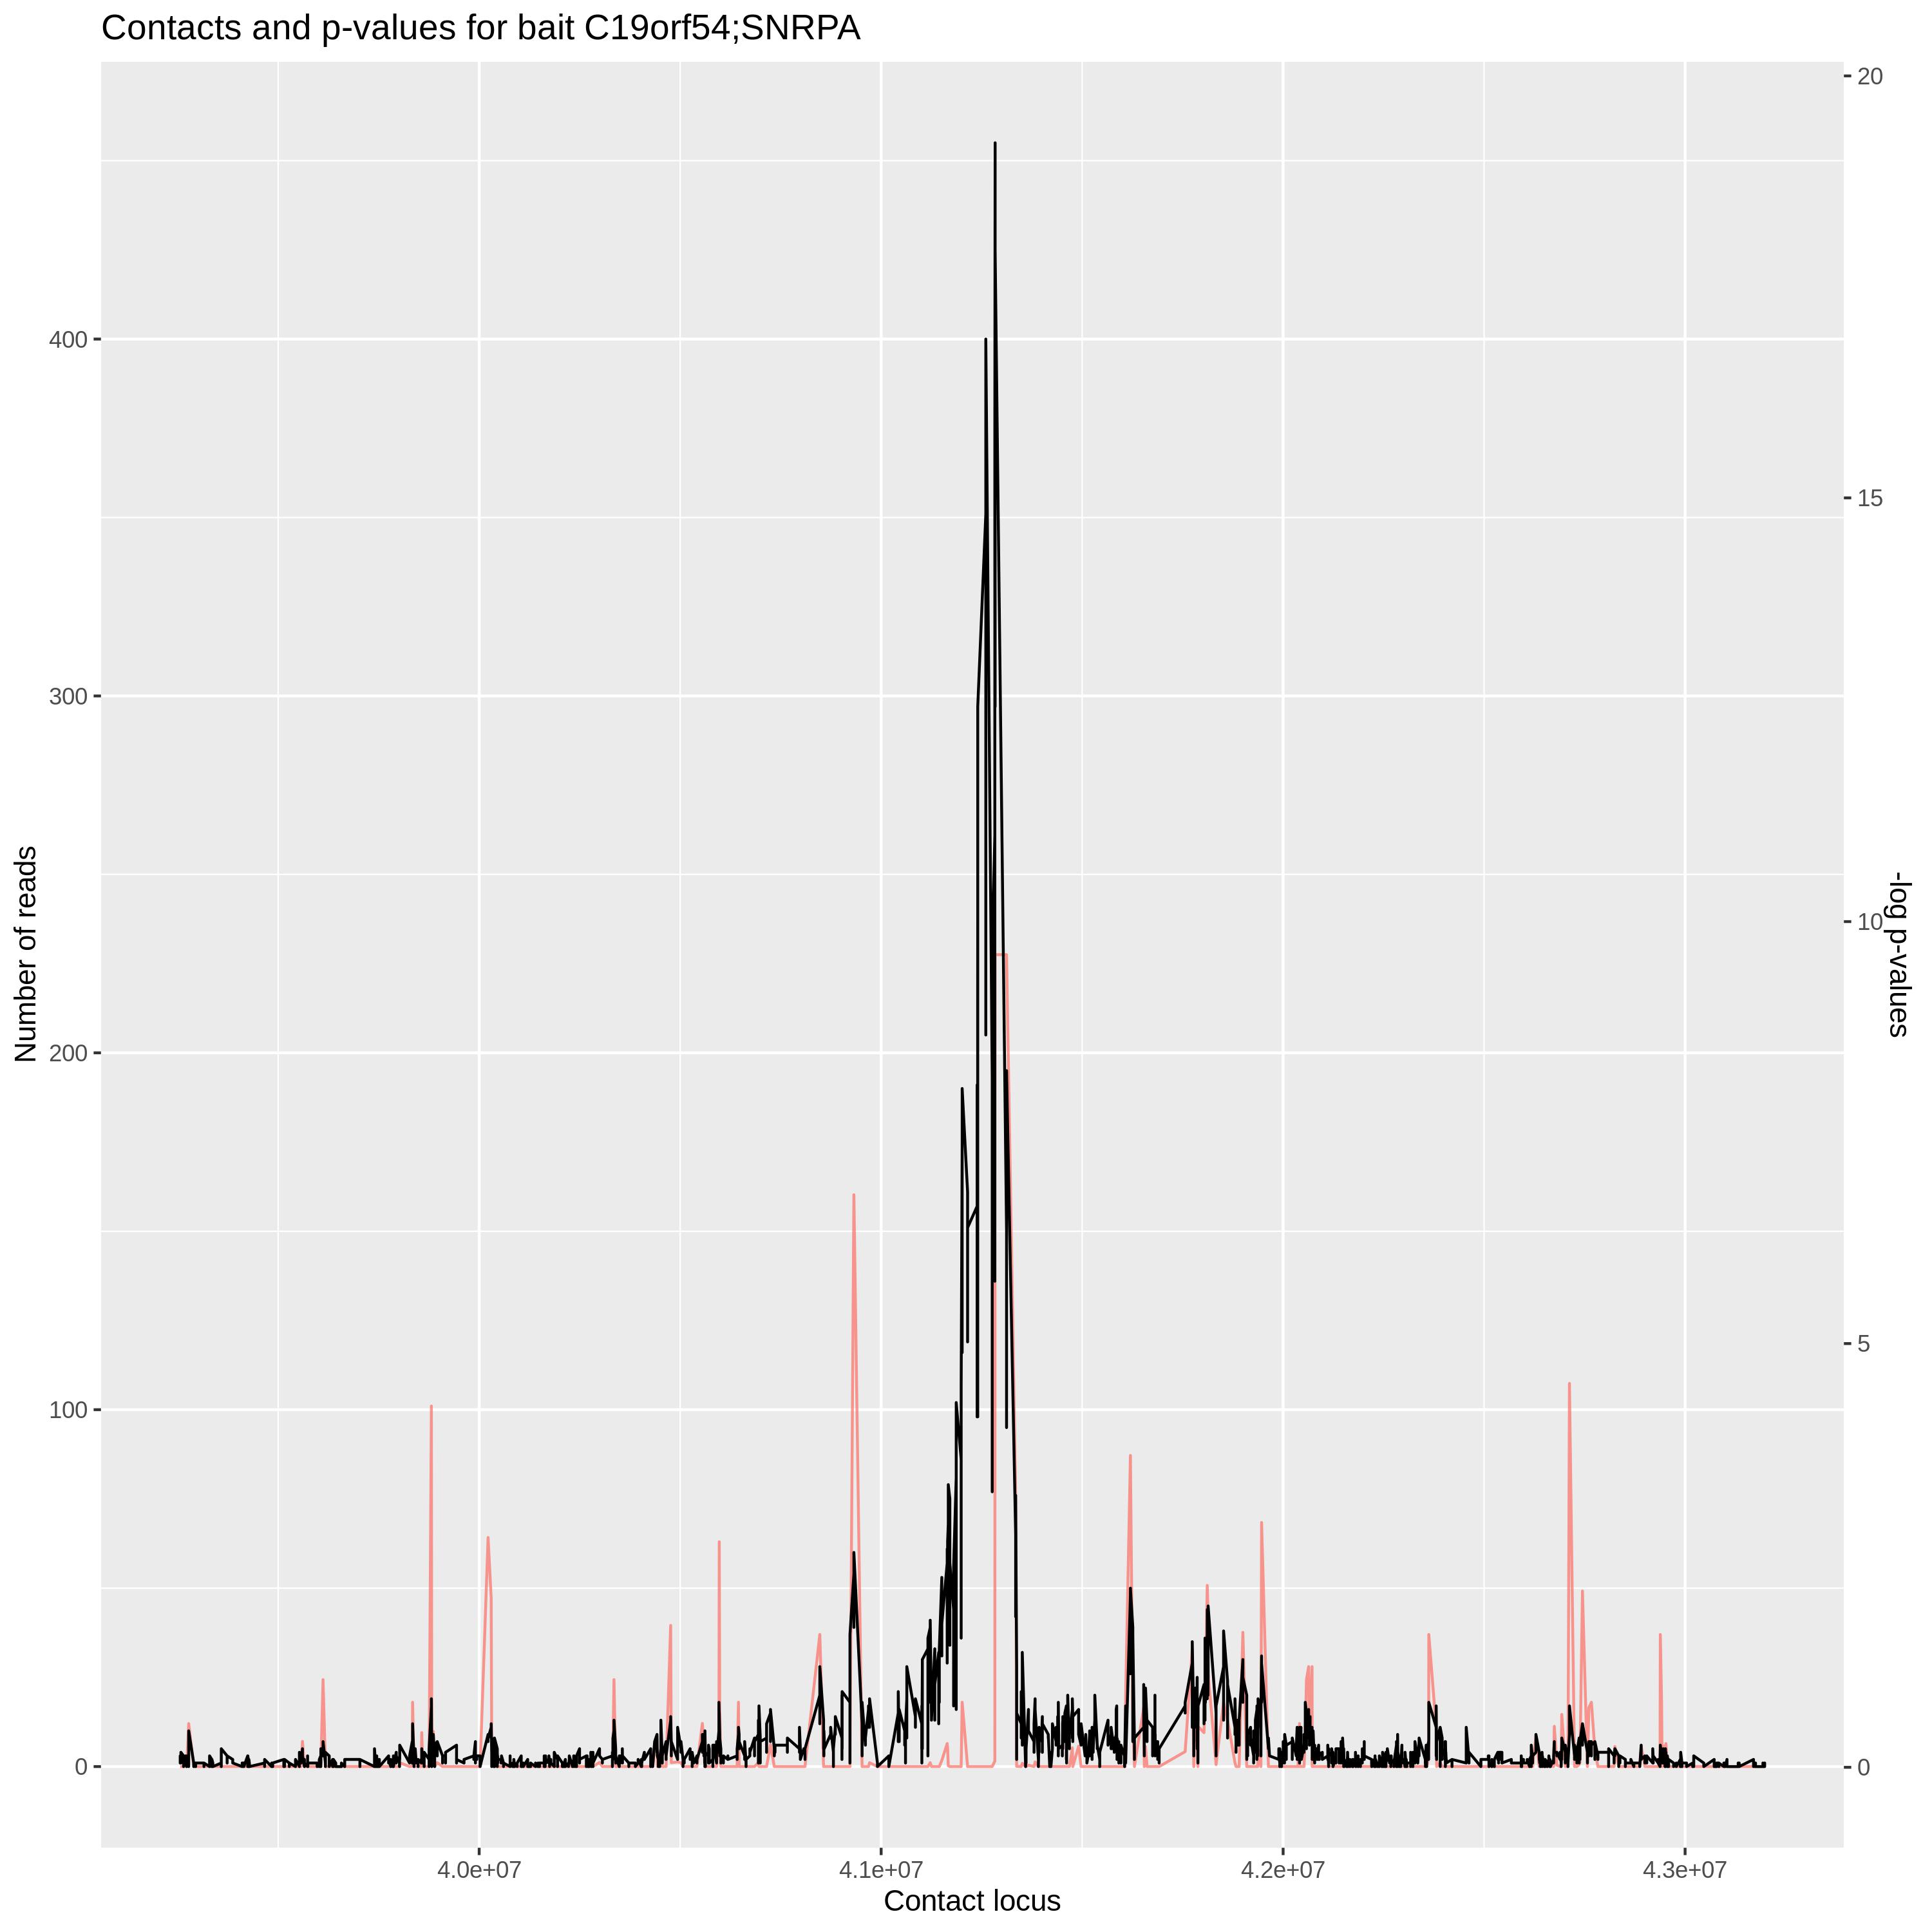 Contacts and p-values for bait C19orf54;SNRPA
Number of reads
400
300
200
100
0
20
15
10
5
0
-log p-values
4.0e+07
4.1e+07
4.2e+07
4.3e+07
Contact locus